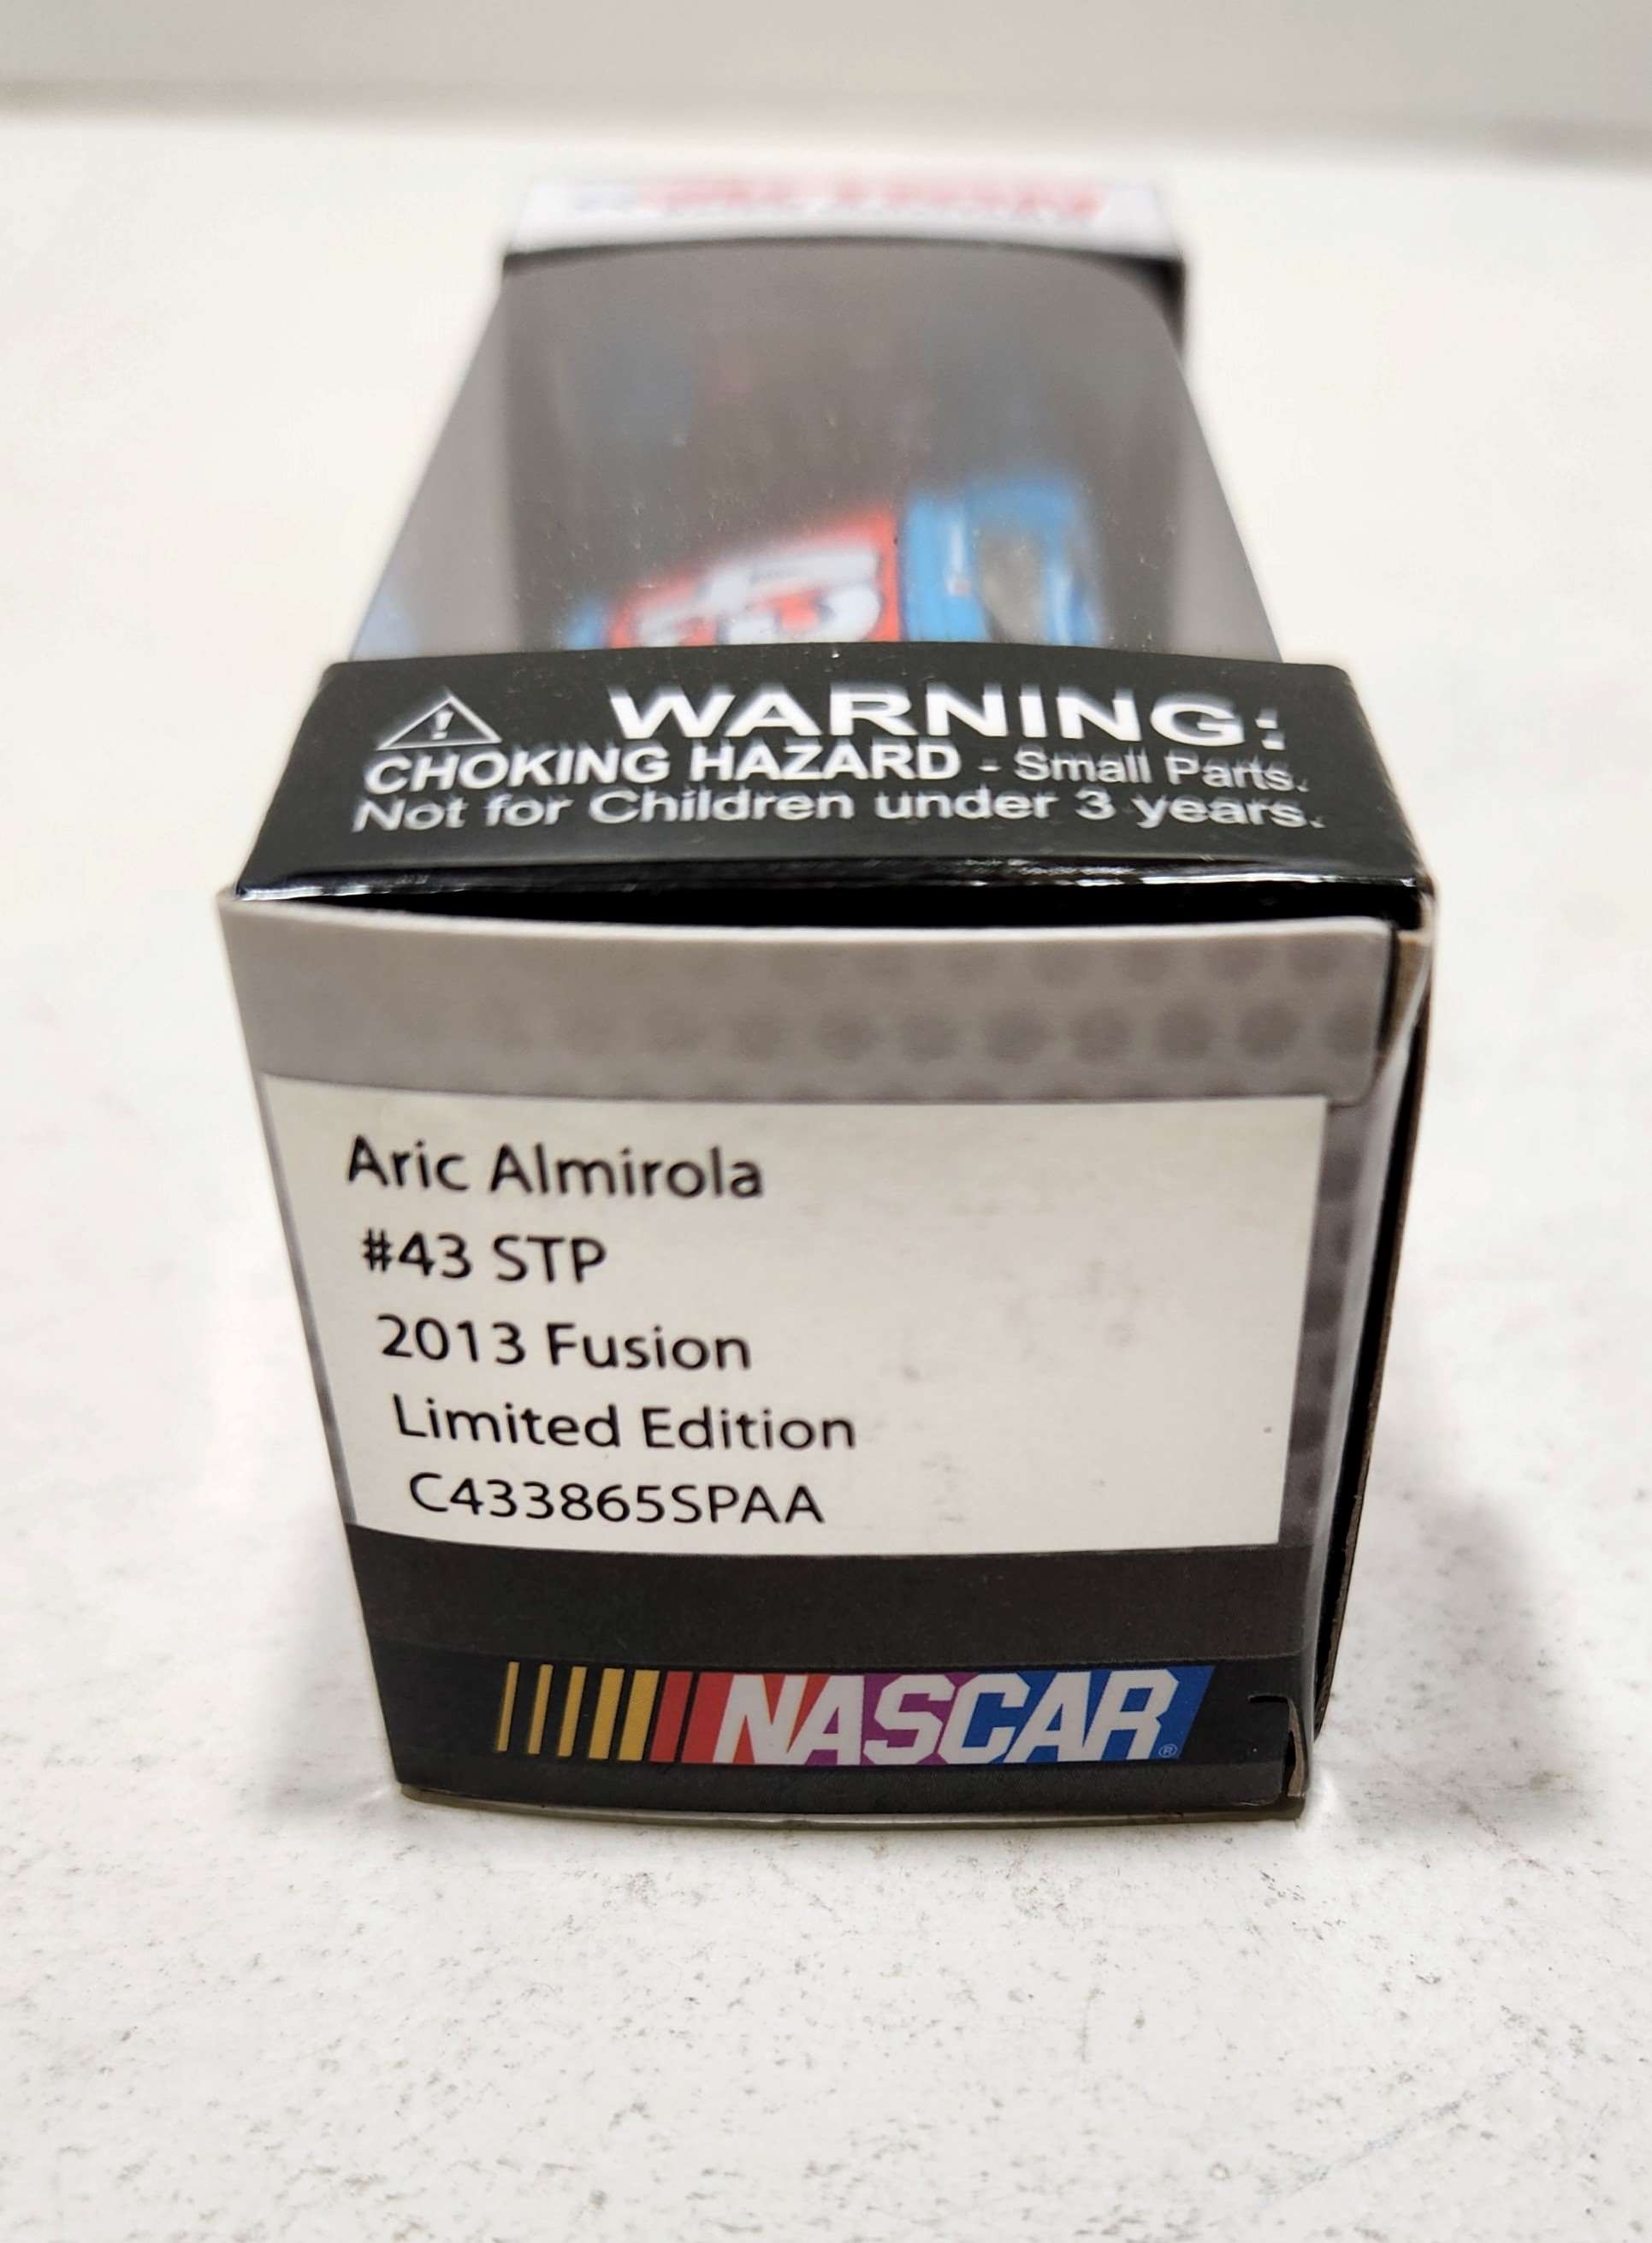 WARNING:
CHOKING HAZARD - Small Parts.
Not for Children under 3 years.
Aric Almirola
#43 STP
2013 Fusion
Limited Edition
C433865SPAA
NASCAR®